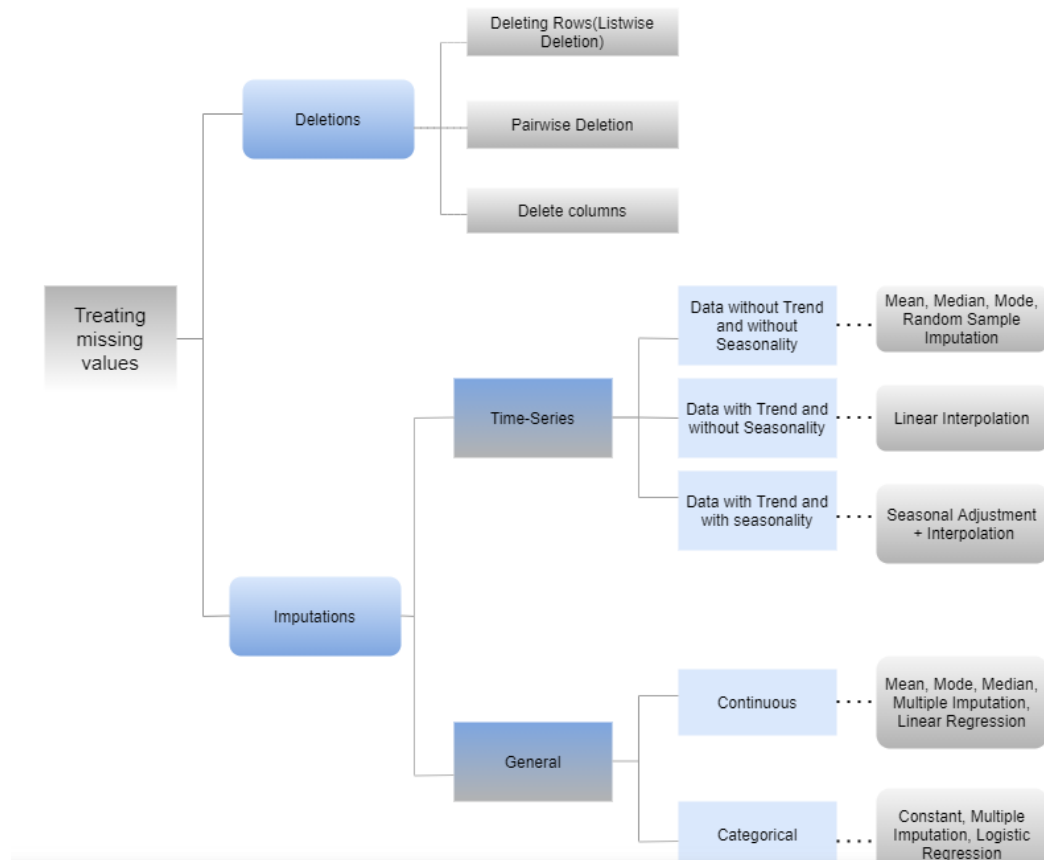 Deleting Rows(Listwise
Deletion)
Deletions
Pairwise Deletion
Delete columns
Treating
missing
values
Data without Trend
and without
Seasonality
Mean, Median, Mode,
Random Sample
Imputation
Time-Series
Data with Trend and
without Seasonality
Linear Interpolation
Data with Trend and
with seasonality
Seasonal Adjustment
+ Interpolation
Imputations
Continuous
Mean, Mode, Median,
Multiple Imputation,
Linear Regression
General
Categorical
Constant, Multiple
Imputation, Logistic
Regression